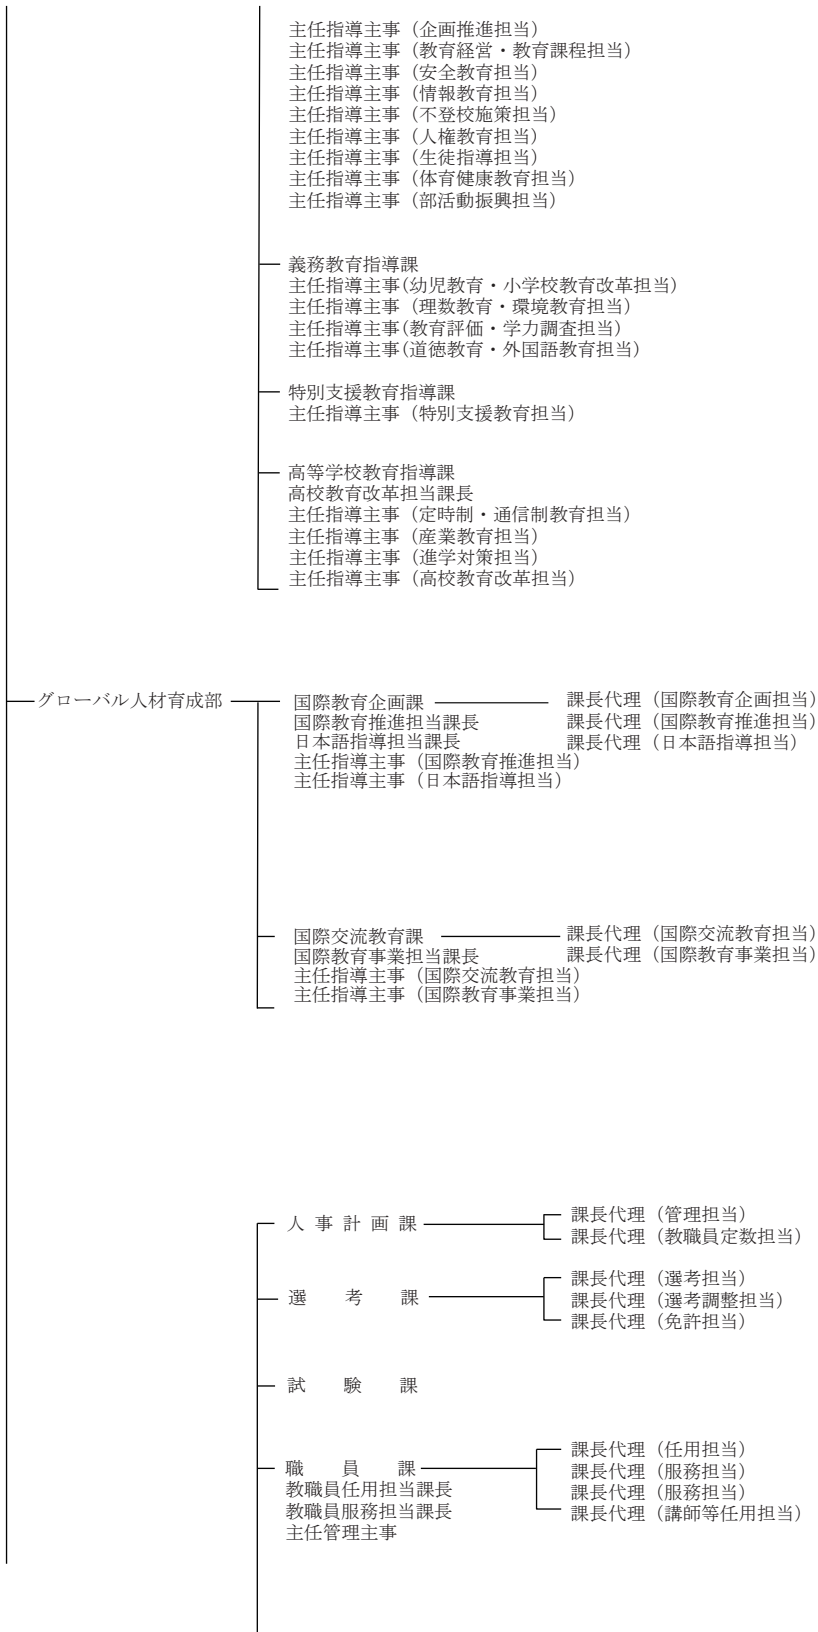 主任指導主事（企画推進担当）
主任指導主事（教育経営・教育課程担当）
主任指導主事（安全教育担当）
主任指導主事（情報教育担当）
主任指導主事（不登校施策担当）
主任指導主事（人権教育担当）
主任指導主事（生徒指導担当）
主任指導主事（体育健康教育担当）
主任指導主事（部活動振興担当）
義務教育指導課
主任指導主事(幼児教育・小学校教育改革担当)
主任指導主事（理数教育・環境教育担当）
主任指導主事(教育評価・学力調査担当)
主任指導主事(道徳教育・外国語教育担当)
特別支援教育指導課
主任指導主事（特別支援教育担当）
高等学校教育指導課
高校教育改革担当課長
主任指導主事（定時制・通信制教育担当）
主任指導主事（産業教育担当）
主任指導主事（進学対策担当）
主任指導主事（高校教育改革担当）
グローバル人材育成部 国際教育企画課 課長代理（国際教育企画担当）
国際教育推進担当課長 課長代理（国際教育推進担当）
日本語指導担当課長 課長代理（日本語指導担当）
主任指導主事（国際教育推進担当）
主任指導主事（日本語指導担当）
国際交流教育課 課長代理（国際交流教育担当）
国際教育事業担当課長 課長代理（国際教育事業担当）
主任指導主事（国際交流教育担当）
主任指導主事（国際教育事業担当）
人事計画課 課長代理（管理担当）
課長代理（教職員定数担当）
選考課 課長代理（選考担当）
課長代理（選考調整担当）
課長代理（免許担当）
試験課
職員課 課長代理（任用担当）
教職員任用担当課長 課長代理（服務担当）
教職員服務担当課長 課長代理（服務担当）
主任管理主事 課長代理（講師等任用担当）